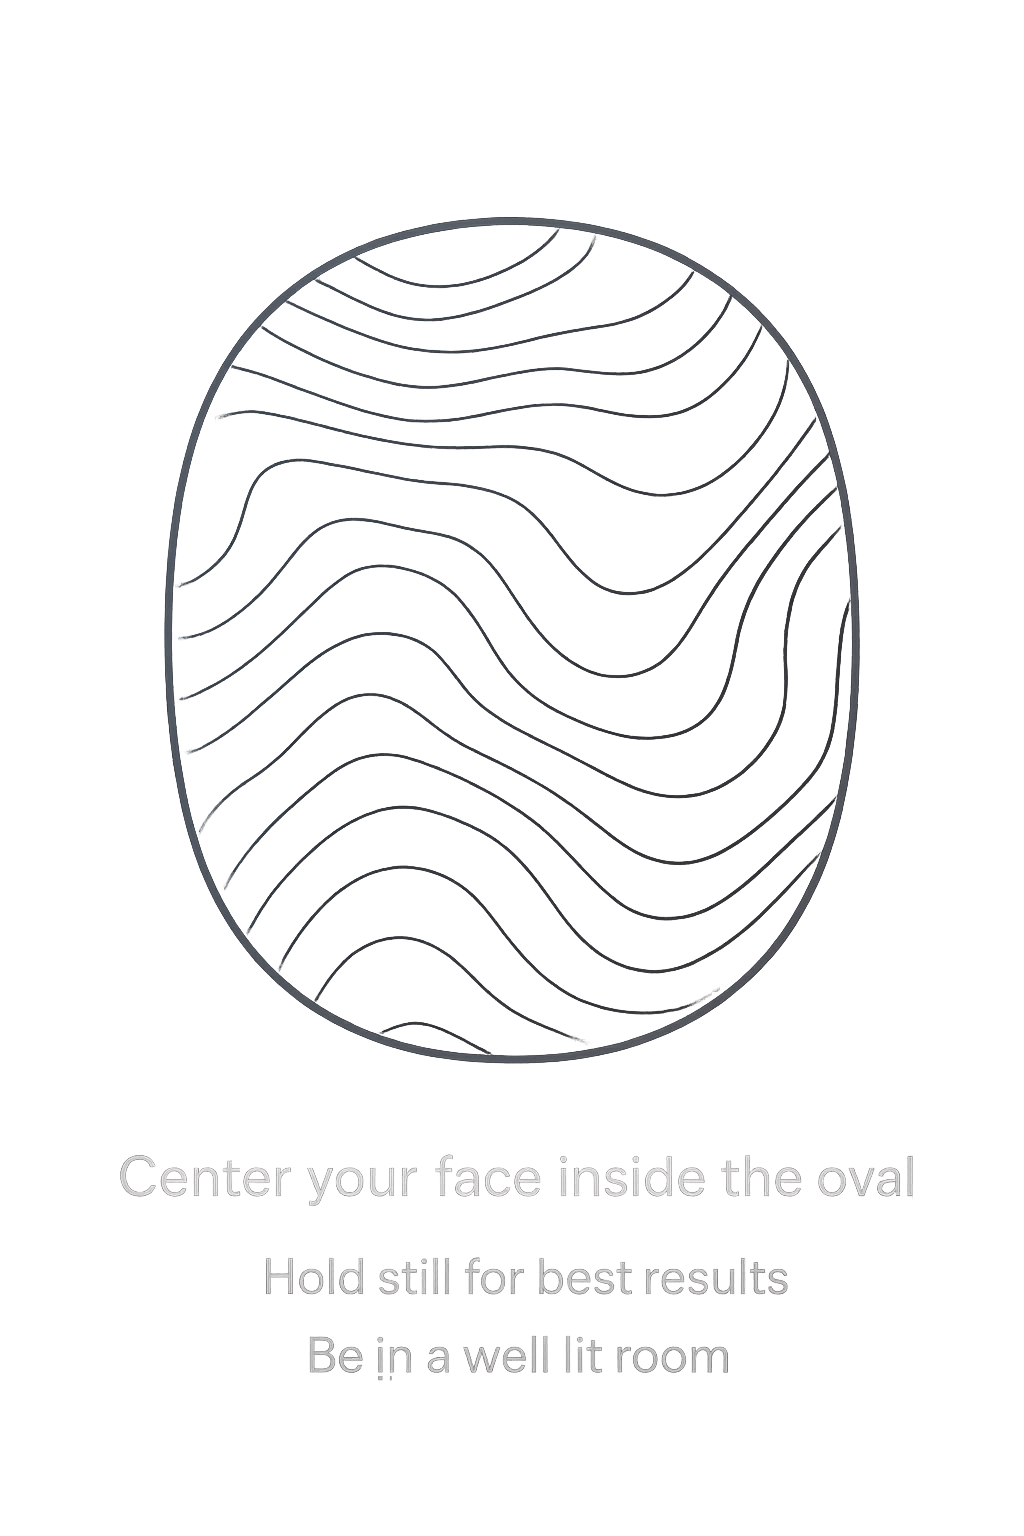 Center your face inside the oval
Hold still for best results
Be in a well lit room